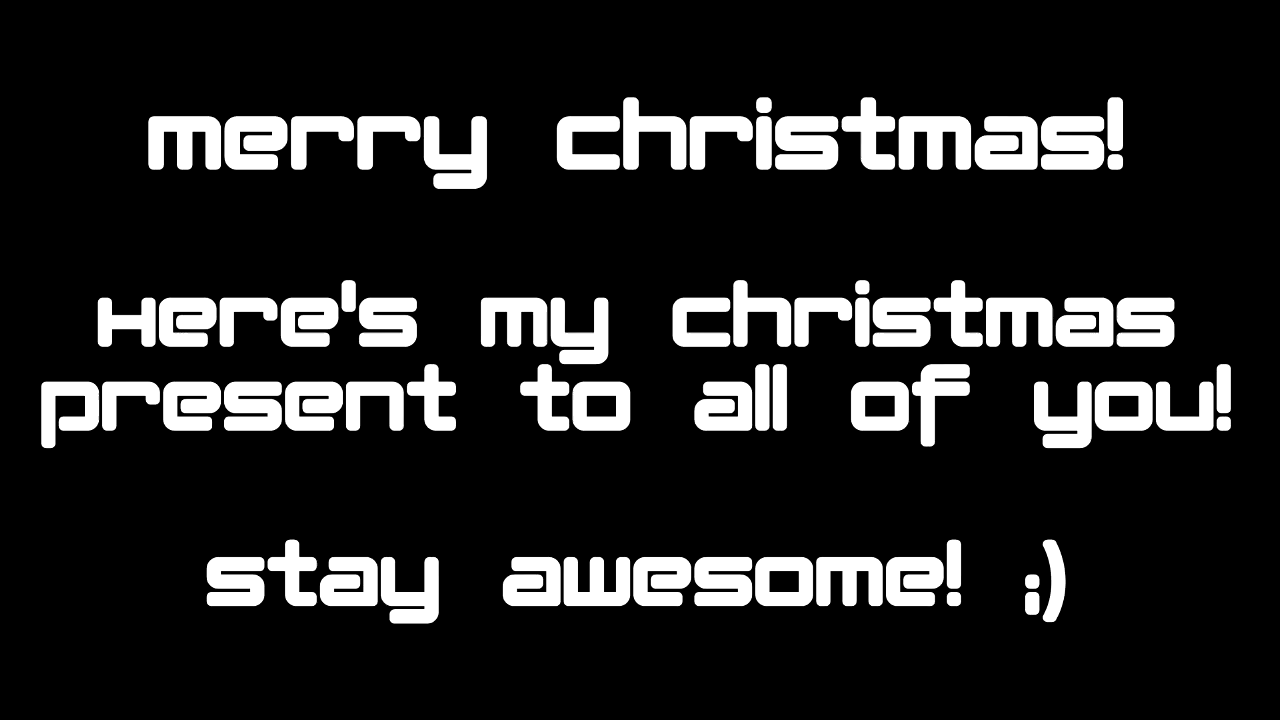 merry christmas!
Here's my christmas
present to all of you!
stay awesome! ;)